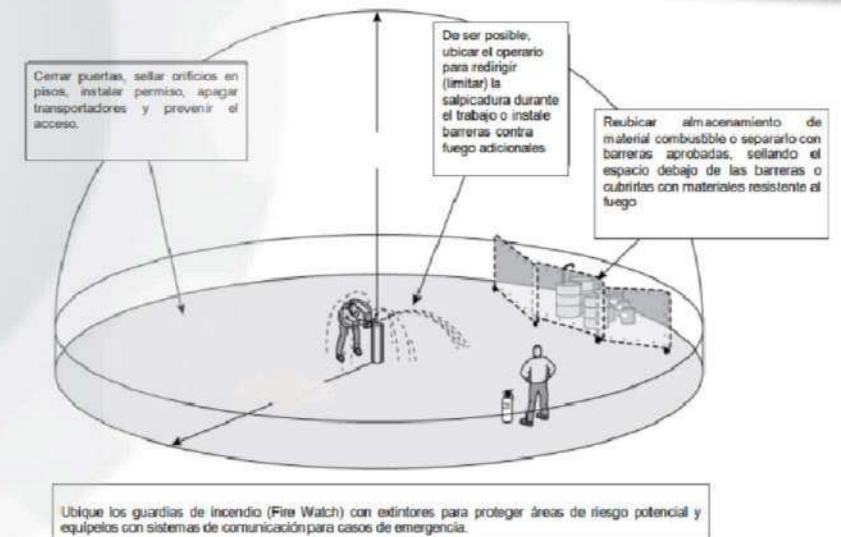 Cerrar puertas, sellar orificios en
pisos, instalar permiso, apagar
transportadores y prevenir el
acceso.
De ser posible,
ubicar el operario
para redirigir
(limitar) la
salpicadura durante
el trabajo o instale
barreras contra
fuego adicionales
Reubicar almacenamiento de
material combustible o separarlo con
barreras aprobadas, sellando el
espacio debajo de las barreras o
cubrirlas con materiales resistente al
fuego
Ubique los guardias de incendio (Fire Watch) con extintores para proteger áreas de riesgo potencial y
equípelos con sistemas de comunicación para casos de emergencia.